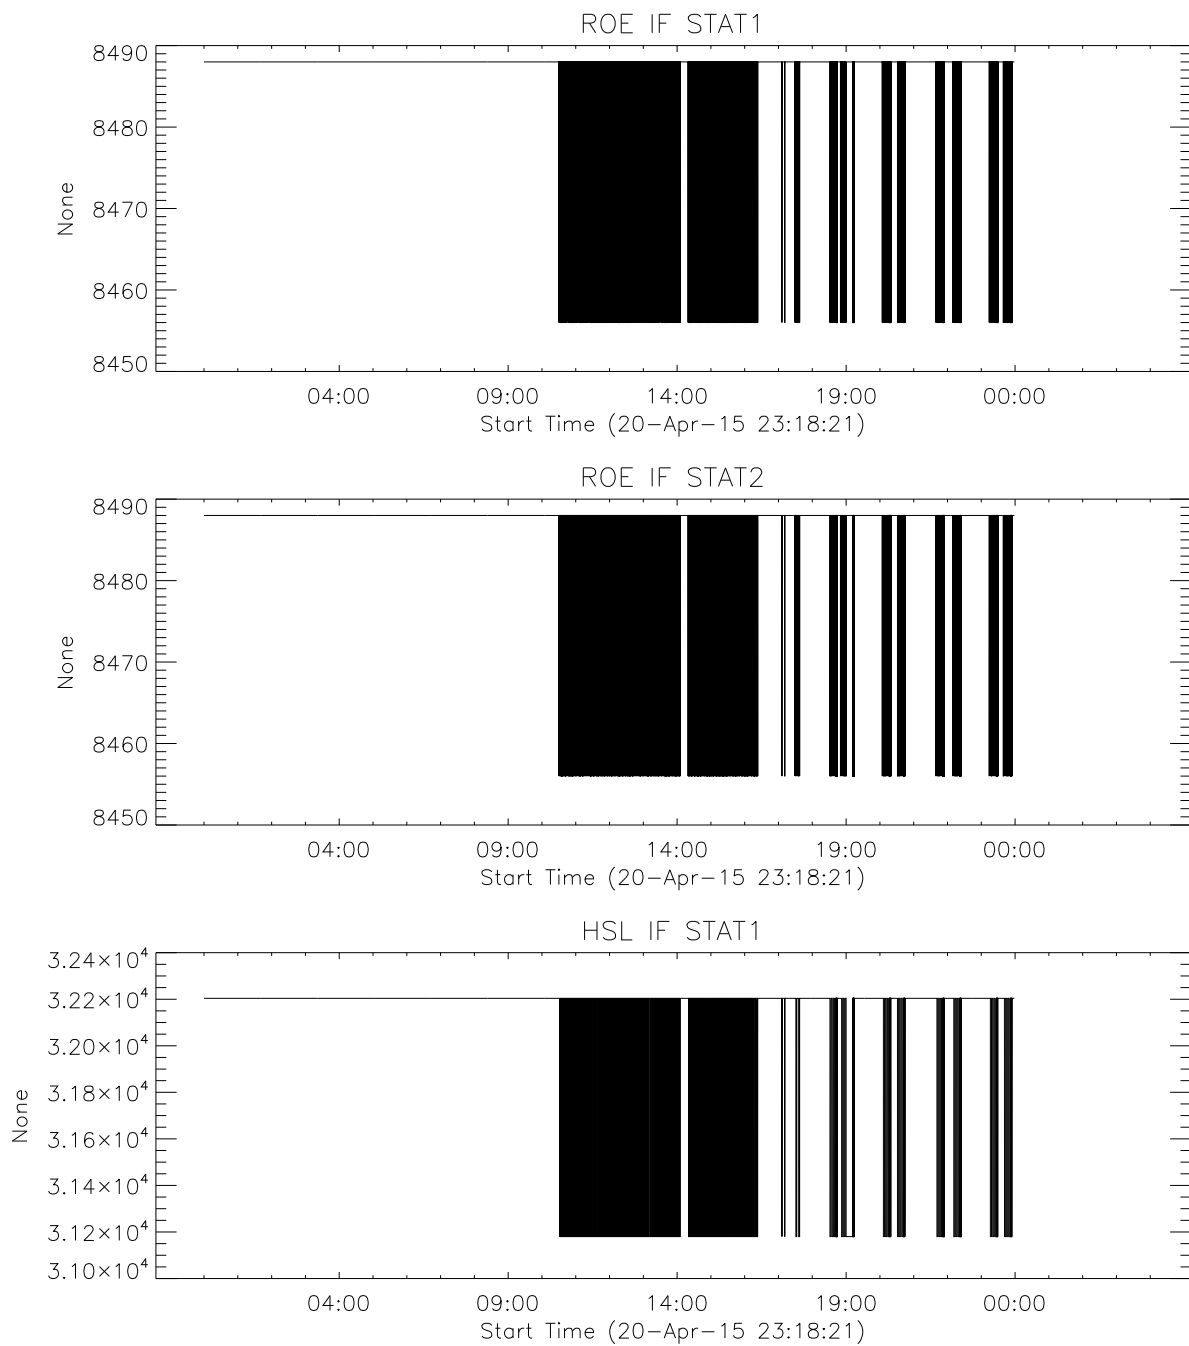 ROE IF STAT1
8490
8480
8470
8460
8450
None
04:00 09:00 14:00 19:00 00:00
Start Time (20-Apr-15 23:18:21)
ROE IF STAT2
8490
8480
8470
8460
8450
None
04:00 09:00 14:00 19:00 00:00
Start Time (20-Apr-15 23:18:21)
HSL IF STAT1
3.24×10⁴
3.22×10⁴
3.20×10⁴
3.18×10⁴
3.16×10⁴
3.14×10⁴
3.12×10⁴
3.10×10⁴
None
04:00 09:00 14:00 19:00 00:00
Start Time (20-Apr-15 23:18:21)